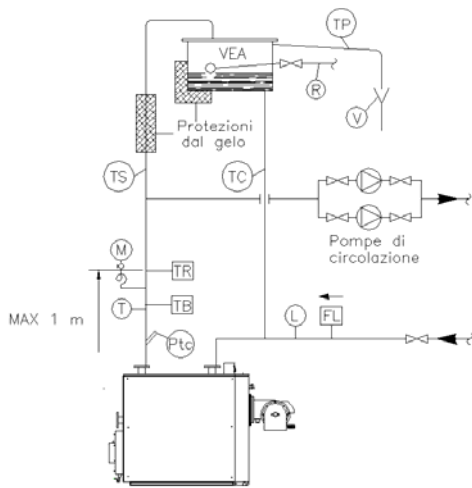 TP
VEA
R
V
Protezioni
dal gelo
TS
TC
Pompe di
circolazione
M
TR
MAX 1 m
T
TB
L
FL
Ptc